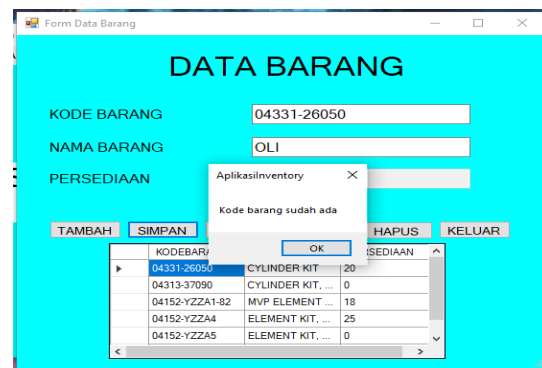 Form Data Barang
DATA BARANG
KODE BARANG 04331-26050
NAMA BARANG OLI
PERSEDIAAN
AplikasiInventory
Kode barang sudah ada
OK
TAMBAH SIMPAN HAPUS KELUAR
KODEBARA SEDIAAN
04331-26050 CYLINDER KIT 20
04313-37090 CYLINDER KIT, ... 0
04152-YZZA1-82 MVP ELEMENT ... 18
04152-YZZA4 ELEMENT KIT, ... 25
04152-YZZA5 ELEMENT KIT, ... 0